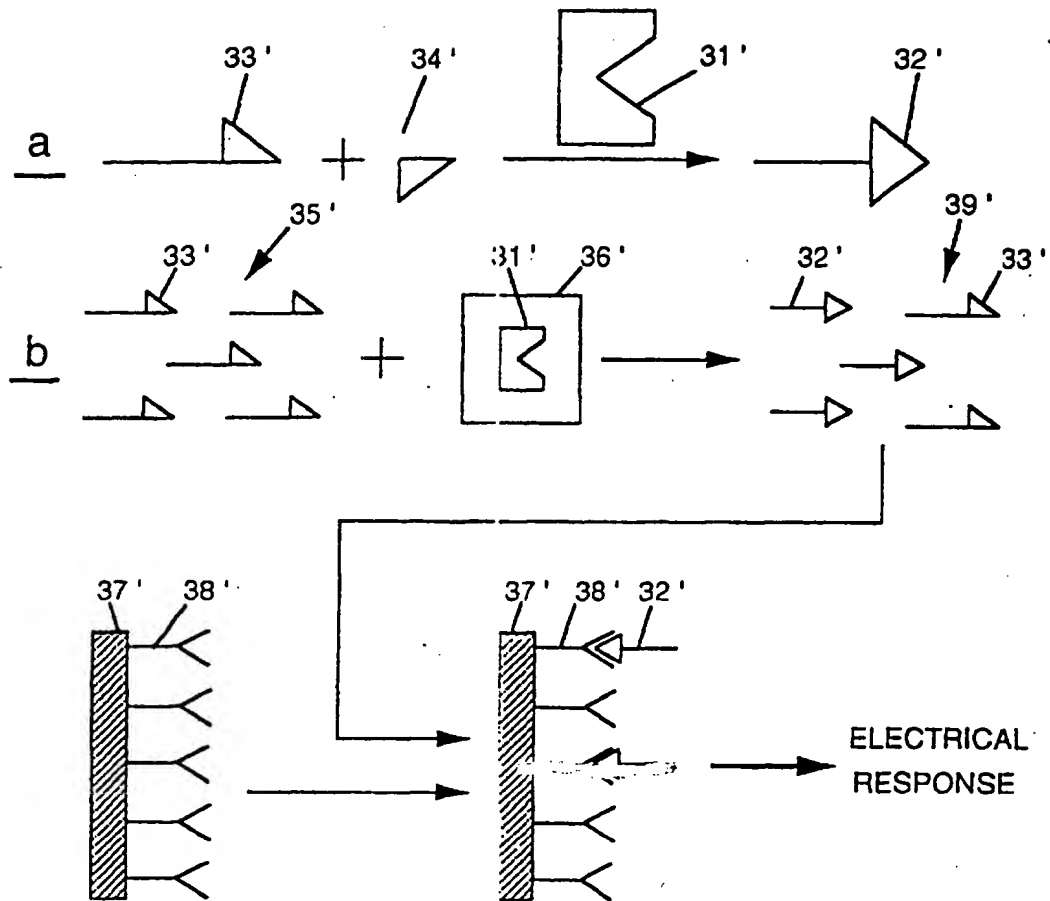 33' 34' 31' 32'
a + 
35' 39'
33' 31' 36' 32' 33'
b +
37' 38' 37' 38' 32'
ELECTRICAL
RESPONSE